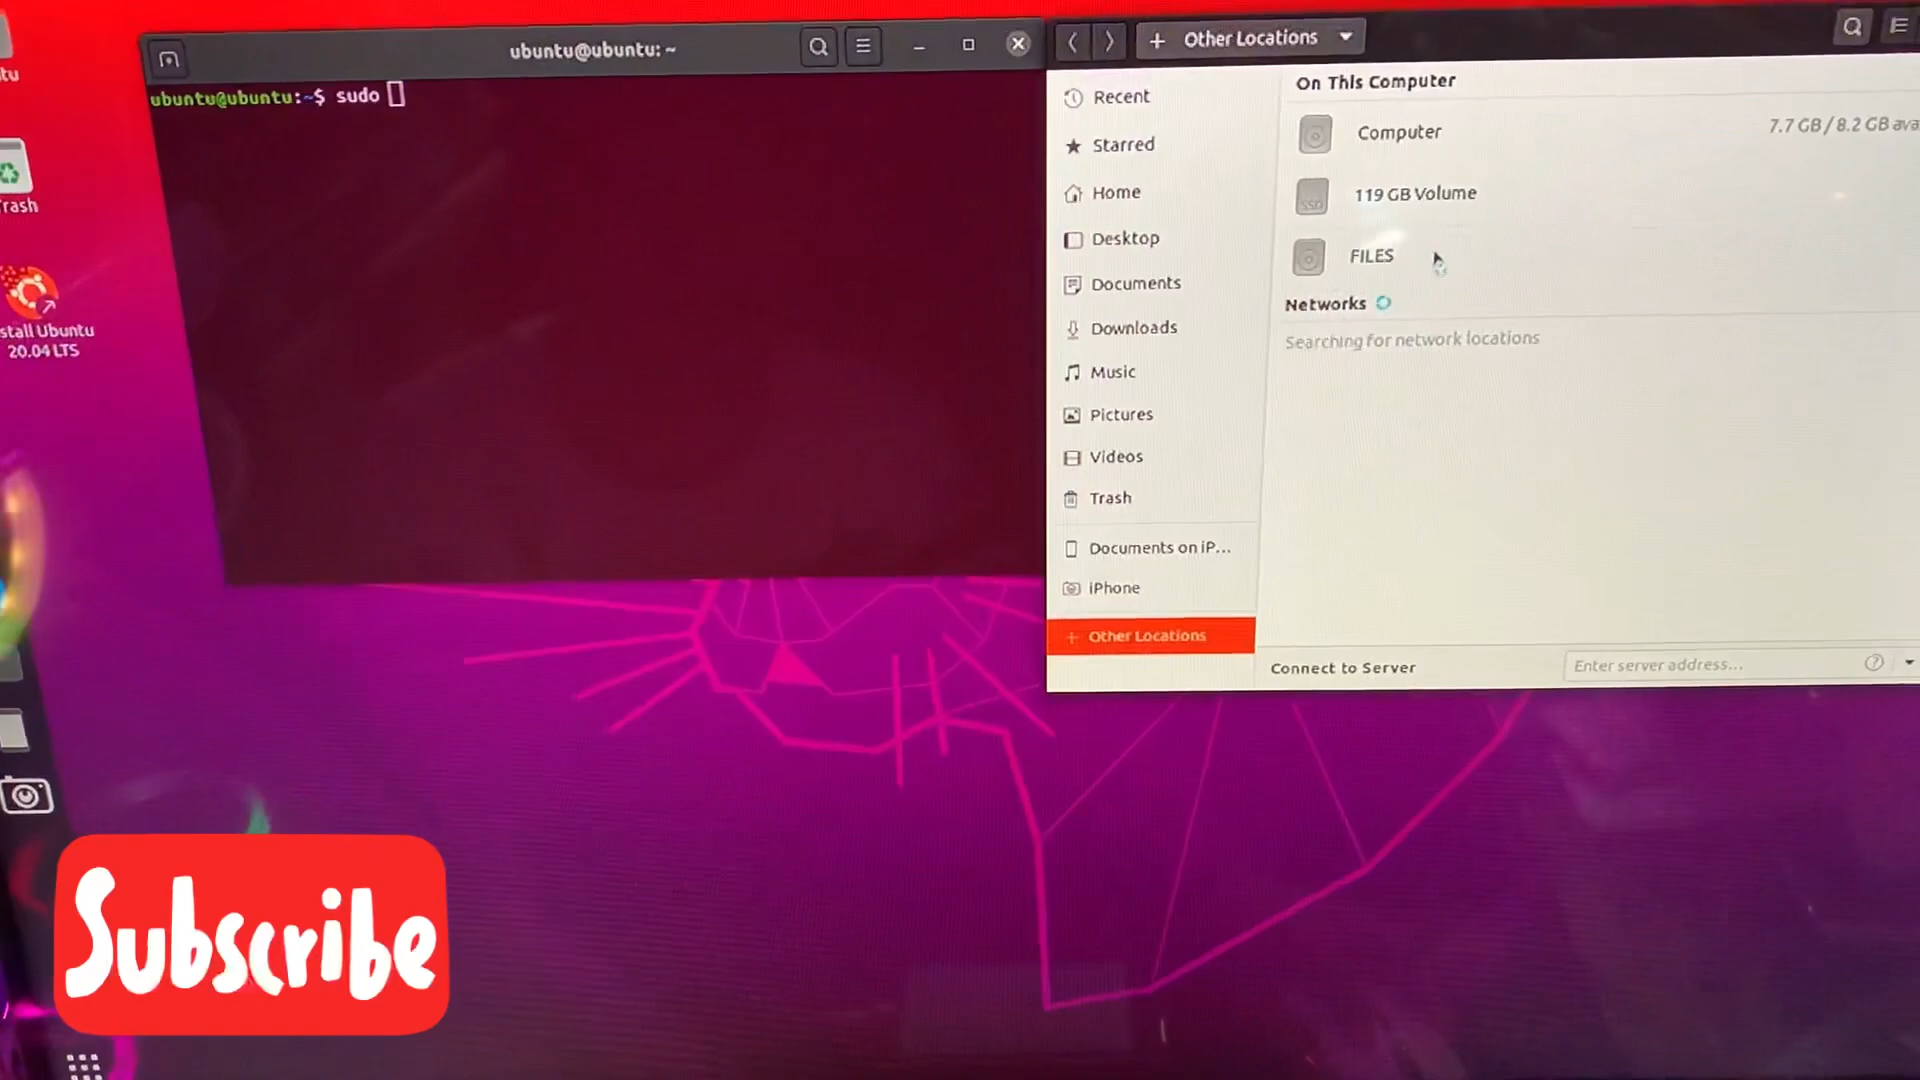 tu
Trash
stall Ubuntu
20.04 LTS
ubuntu@ubuntu: ~
ubuntu@ubuntu:~$ sudo
Other Locations
Recent
Starred
Home
Desktop
Documents
Downloads
Music
Pictures
Videos
Trash
Documents on iP...
iPhone
Other Locations
On This Computer
Computer
7.7 GB / 8.2 GB ava
119 GB Volume
SSD
FILES
Networks
Searching for network locations
Connect to Server
Enter server address...
Subscribe